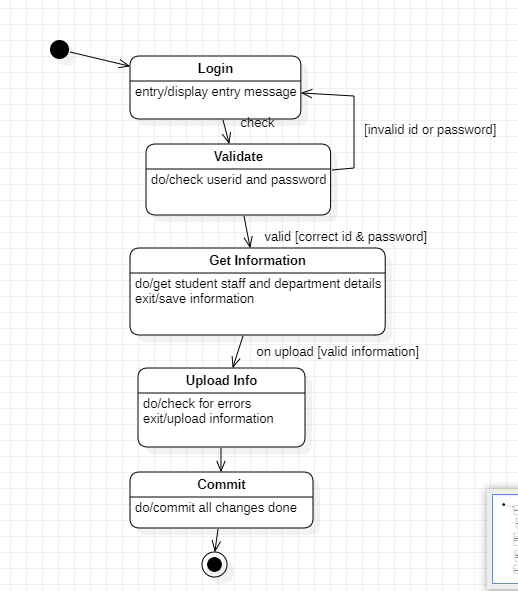 Login
entry/display entry message
check
[invalid id or password]
Validate
do/check userid and password
valid [correct id & password]
Get Information
do/get student staff and department details
exit/save information
on upload [valid information]
Upload Info
do/check for errors
exit/upload information
Commit
do/commit all changes done